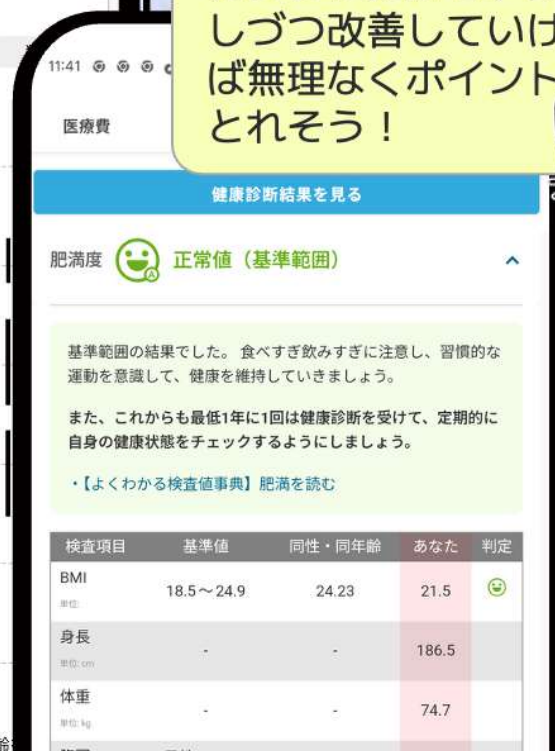 しづつ改善していけ
ば無理なくポイント
とれそう！
11:41
医療費
健康診断結果を見る
肥満度 A 正常値（基準範囲）
基準範囲の結果でした。 食べすぎ飲みすぎに注意し、習慣的な
運動を意識して、健康を維持していきましょう。
また、これからも最低1年に1回は健康診断を受けて、定期的に
自身の健康状態をチェックするようにしましょう。
・【よくわかる検査値事典】肥満を読む
検査項目 基準値 同性・同年齢 あなた 判定
BMI 18.5～24.9 24.23 21.5
単位:
身長 - - 186.5
単位: cm
体重 - - 74.7
単位: kg